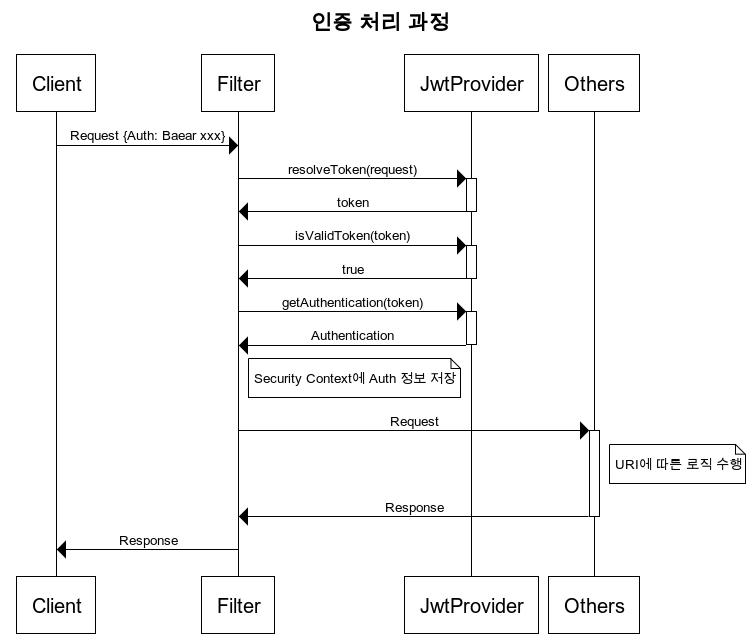 인증 처리 과정
Client
Filter
JwtProvider
Others
Request {Auth: Baear xxx}
resolveToken(request)
token
isValidToken(token)
true
getAuthentication(token)
Authentication
Security Context에 Auth 정보 저장
Request
URI에 따른 로직 수행
Response
Response
Client
Filter
JwtProvider
Others